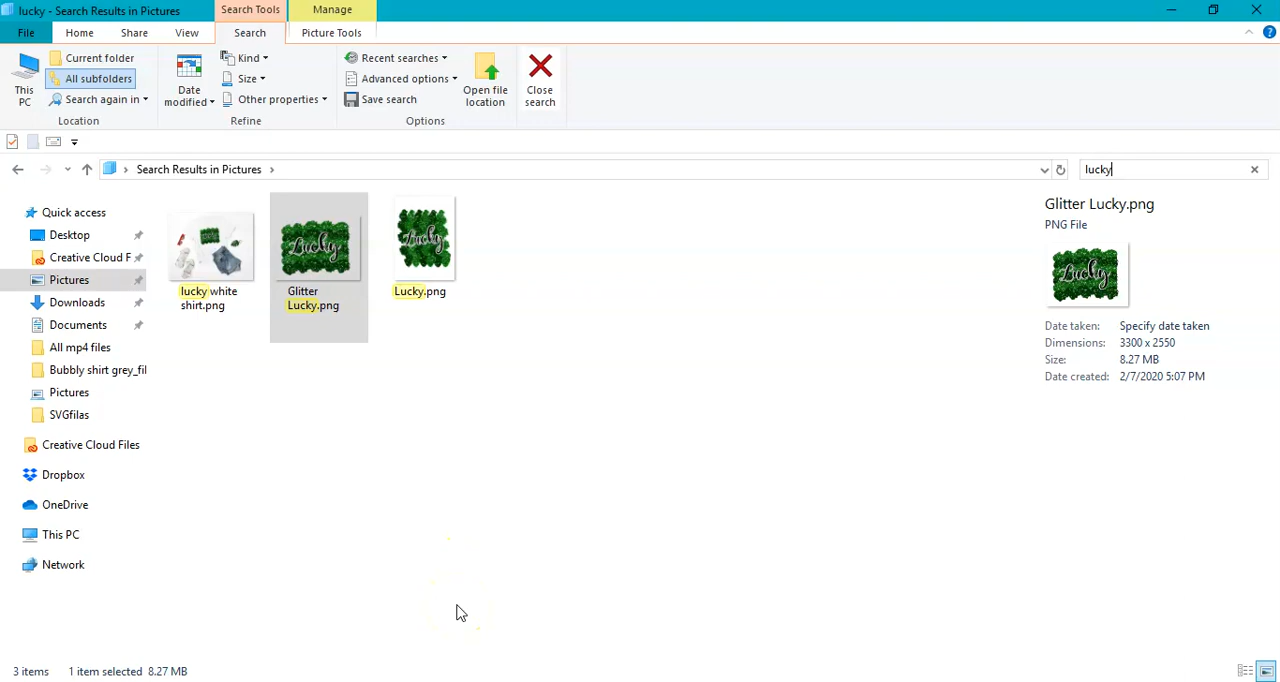 lucky - Search Results in Pictures
Search Tools
Manage
File
Home
Share
View
Search
Picture Tools
This PC
Current folder
All subfolders
Search again in
Location
Date modified
Kind
Size
Other properties
Refine
Recent searches
Advanced options
Save search
Options
Open file location
Close search
Search Results in Pictures
lucky
Quick access
Desktop
Creative Cloud F
Pictures
Downloads
Documents
All mp4 files
Bubbly shirt grey_fil
Pictures
SVGfilas
Creative Cloud Files
Dropbox
OneDrive
This PC
Network
lucky white
shirt.png
Lucky
Glitter
Lucky.png
Lucky
Lucky.png
Glitter Lucky.png
PNG File
Lucky
Date taken: Specify date taken
Dimensions: 3300 x 2550
Size: 8.27 MB
Date created: 2/7/2020 5:07 PM
3 items 1 item selected 8.27 MB